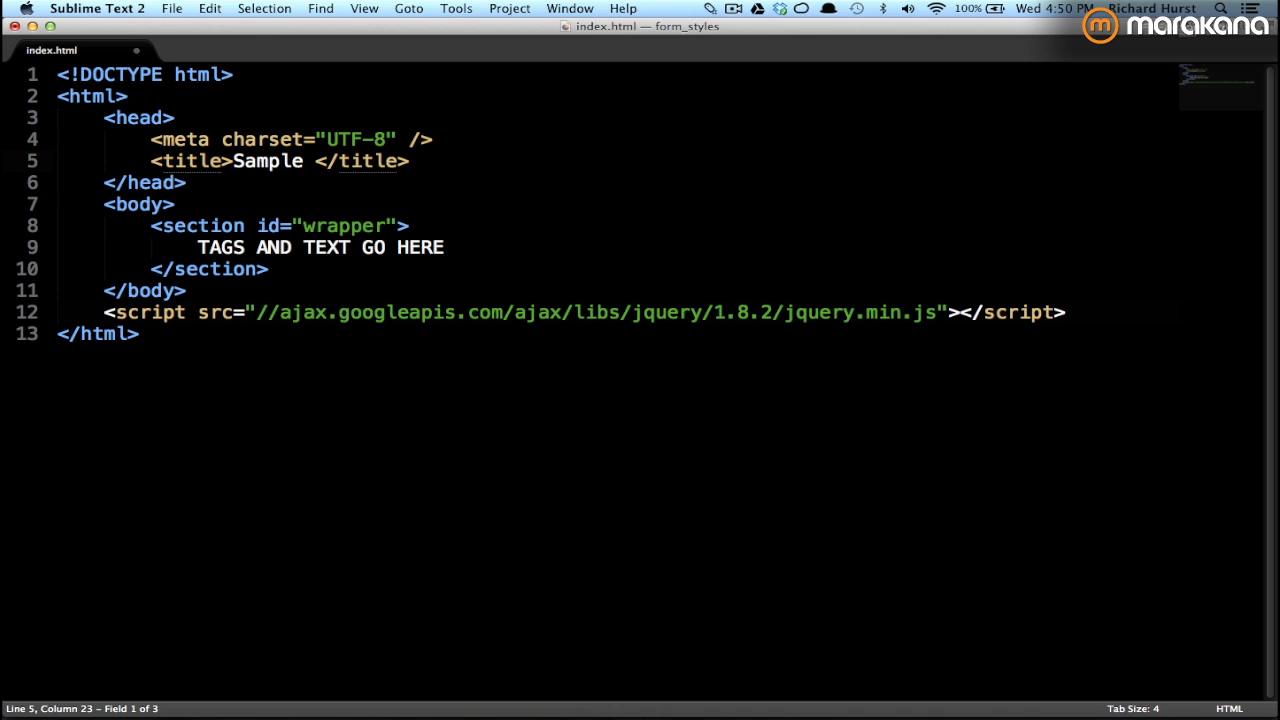 Sublime Text 2 File Edit Selection Find View Goto Tools Project Window Help 100% Wed 4:50 PM Richard Hurst
index.html — form_styles
marakana
index.html
1 <!DOCTYPE html>
2 <html>
3 <head>
4 <meta charset="UTF-8" />
5 <title>Sample </title>
6 </head>
7 <body>
8 <section id="wrapper">
9 TAGS AND TEXT GO HERE
10 </section>
11 </body>
12 <script src="//ajax.googleapis.com/ajax/libs/jquery/1.8.2/jquery.min.js"></script>
13 </html>
Line 5, Column 23 – Field 1 of 3 Tab Size: 4 HTML